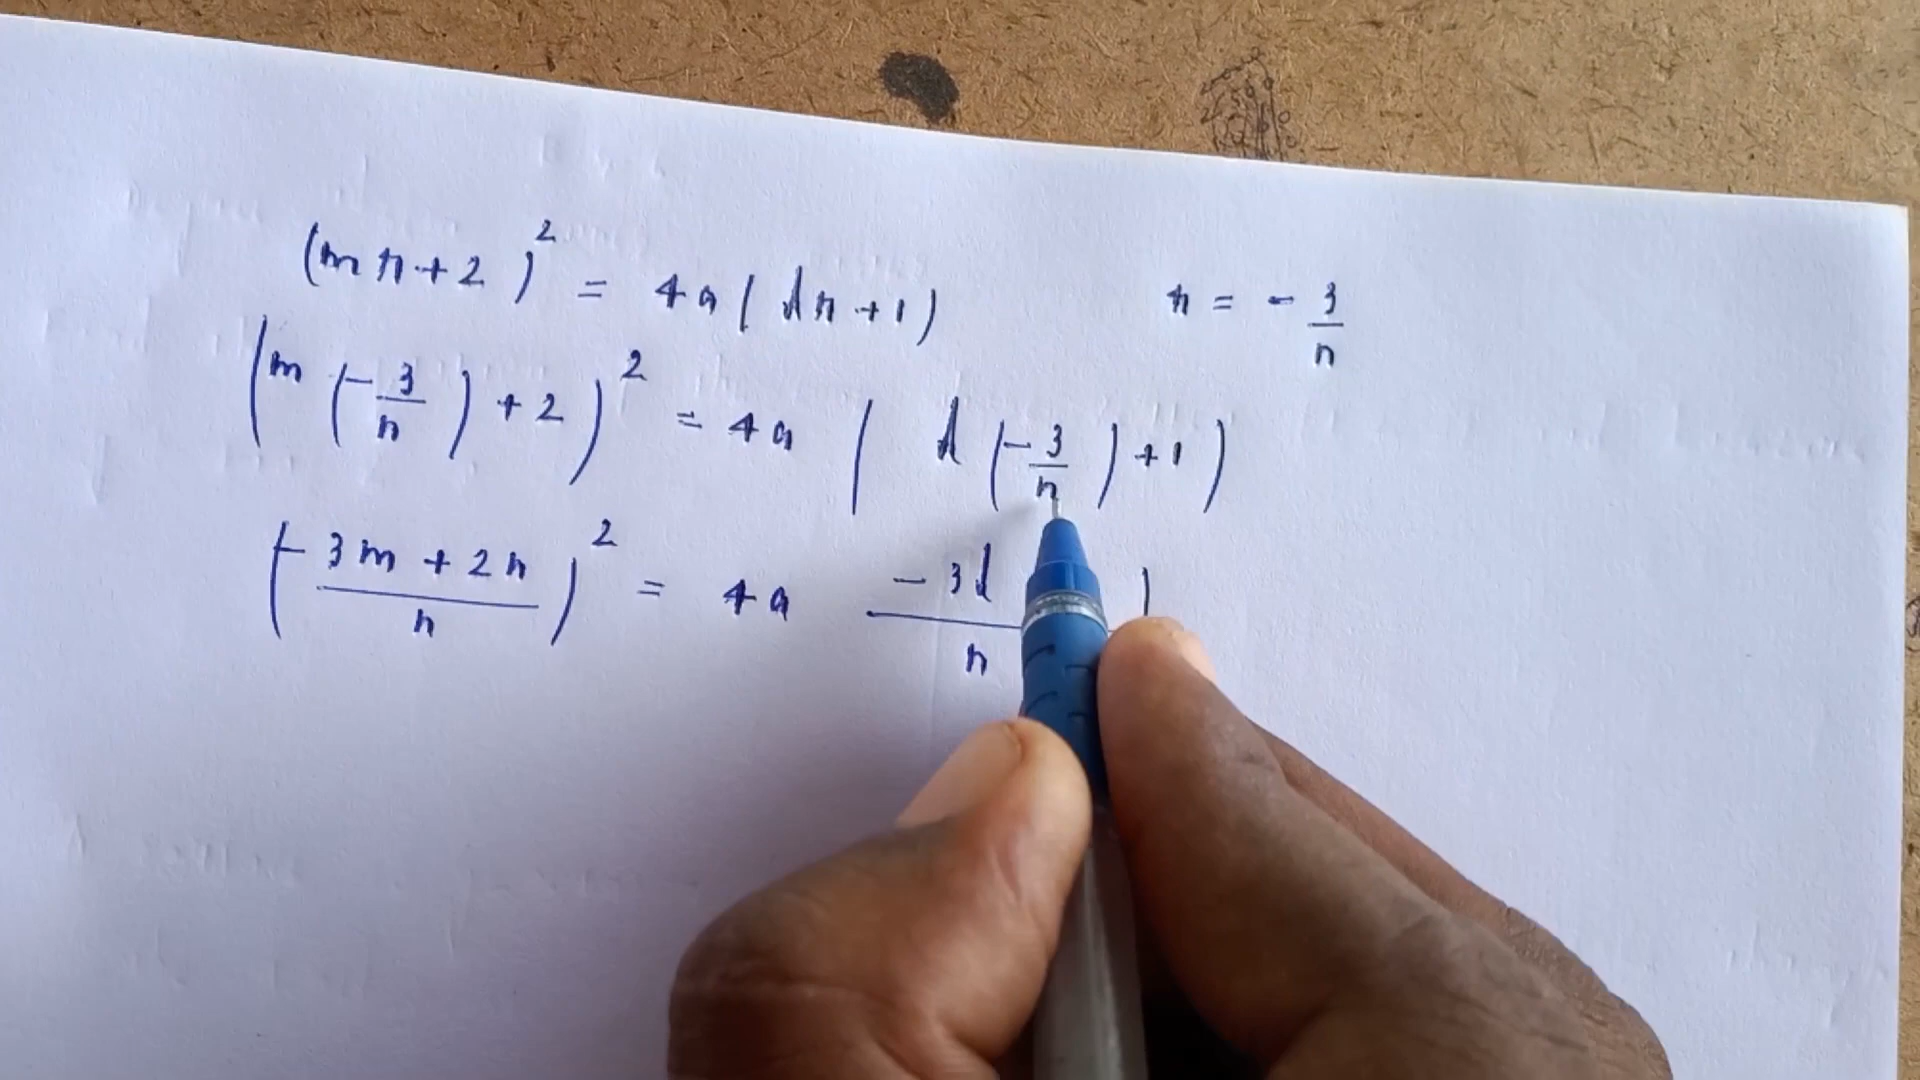 (mn+2)² = 4a(ln+1) n = -3/n
(m(-3/n)+2)² = 4a(l(-3/n)+1)
(-3m+2n/n)² = 4a -3l/n )